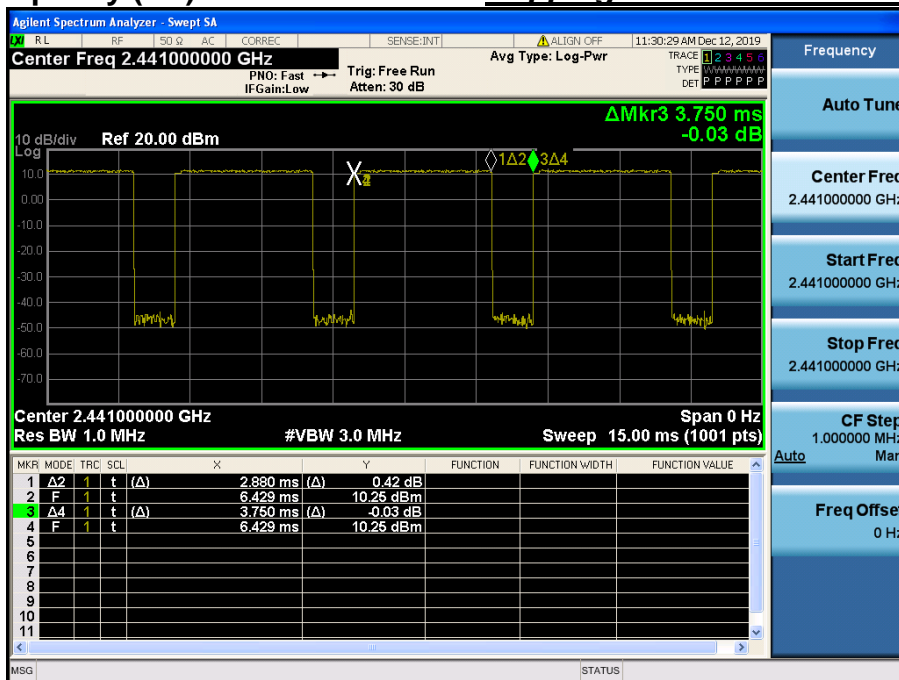 Agilent Spectrum Analyzer - Swept SA
LXI RL RF 50 Ω AC CORREC SENSE:INT ALIGN OFF 11:30:29 AM Dec 12, 2019
Center Freq 2.441000000 GHz
PNO: Fast
IFGain:Low
Trig: Free Run
Atten: 30 dB
Avg Type: Log-Pwr
TRACE 1 2 3 4 5 6
TYPE WWWWWWW
DET P P P P P P
Frequency
ΔMkr3 3.750 ms
-0.03 dB
10 dB/div Ref 20.00 dBm
Log
1Δ2 3Δ4
10.0
0.00
-10.0
-20.0
-30.0
-40.0
-50.0
-60.0
-70.0
Center 2.441000000 GHz Span 0 Hz
Res BW 1.0 MHz #VBW 3.0 MHz Sweep 15.00 ms (1001 pts)
MKR MODE TRC SCL X Y FUNCTION FUNCTION WIDTH FUNCTION VALUE
1 Δ2 1 t (Δ) 2.880 ms (Δ) 0.42 dB
2 F 1 t 6.429 ms 10.25 dBm
3 Δ4 1 t (Δ) 3.750 ms (Δ) -0.03 dB
4 F 1 t 6.429 ms 10.25 dBm
5
6
7
8
9
10
11
MSG STATUS
Auto Tune
Center Freq
2.441000000 GHz
Start Freq
2.441000000 GHz
Stop Freq
2.441000000 GHz
CF Step
1.000000 MHz
Auto Man
Freq Offset
0 Hz